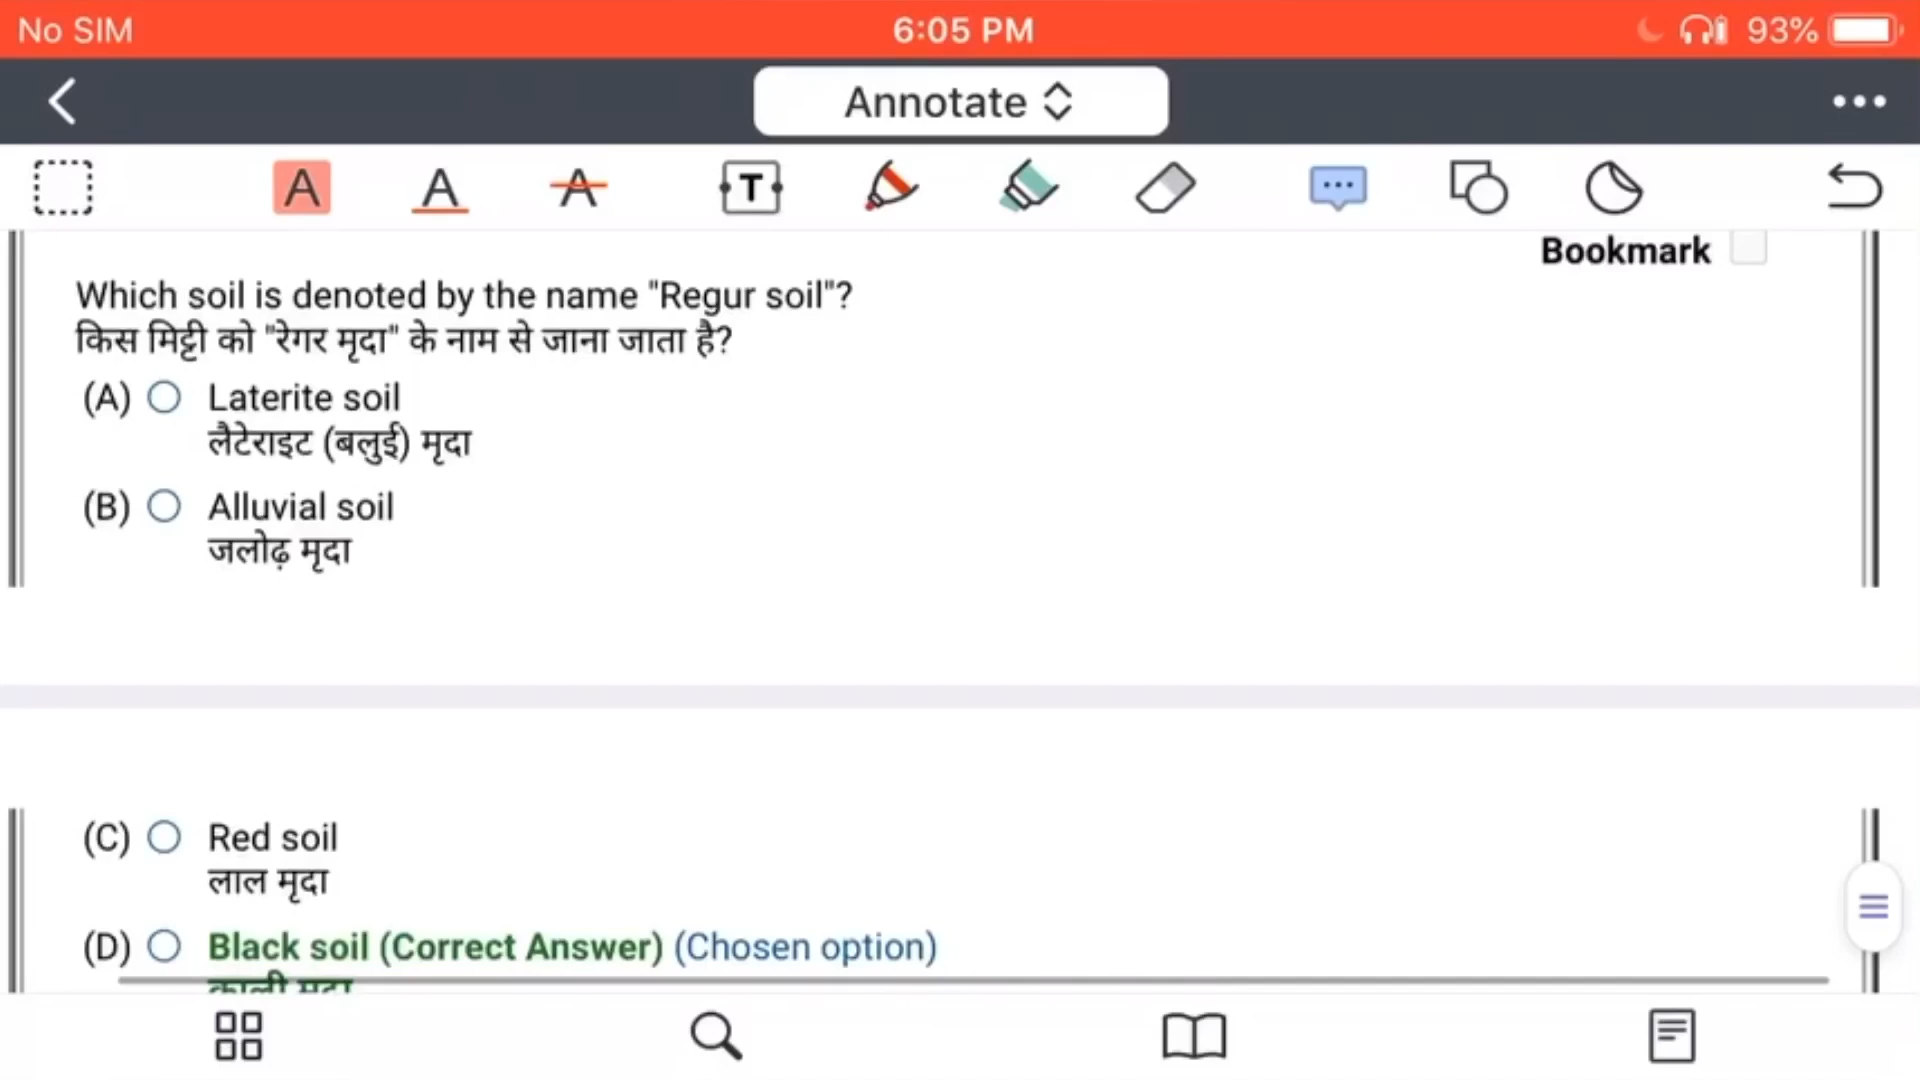 No SIM 6:05 PM 93%
Annotate
A A A T
Bookmark
Which soil is denoted by the name "Regur soil"?
किस मिट्टी को "रेगर मृदा" के नाम से जाना जाता है?
(A) Laterite soil
लैटेराइट (बलुई) मृदा
(B) Alluvial soil
जलोढ़ मृदा
(C) Red soil
लाल मृदा
(D) Black soil (Correct Answer) (Chosen option)
काली मृदा